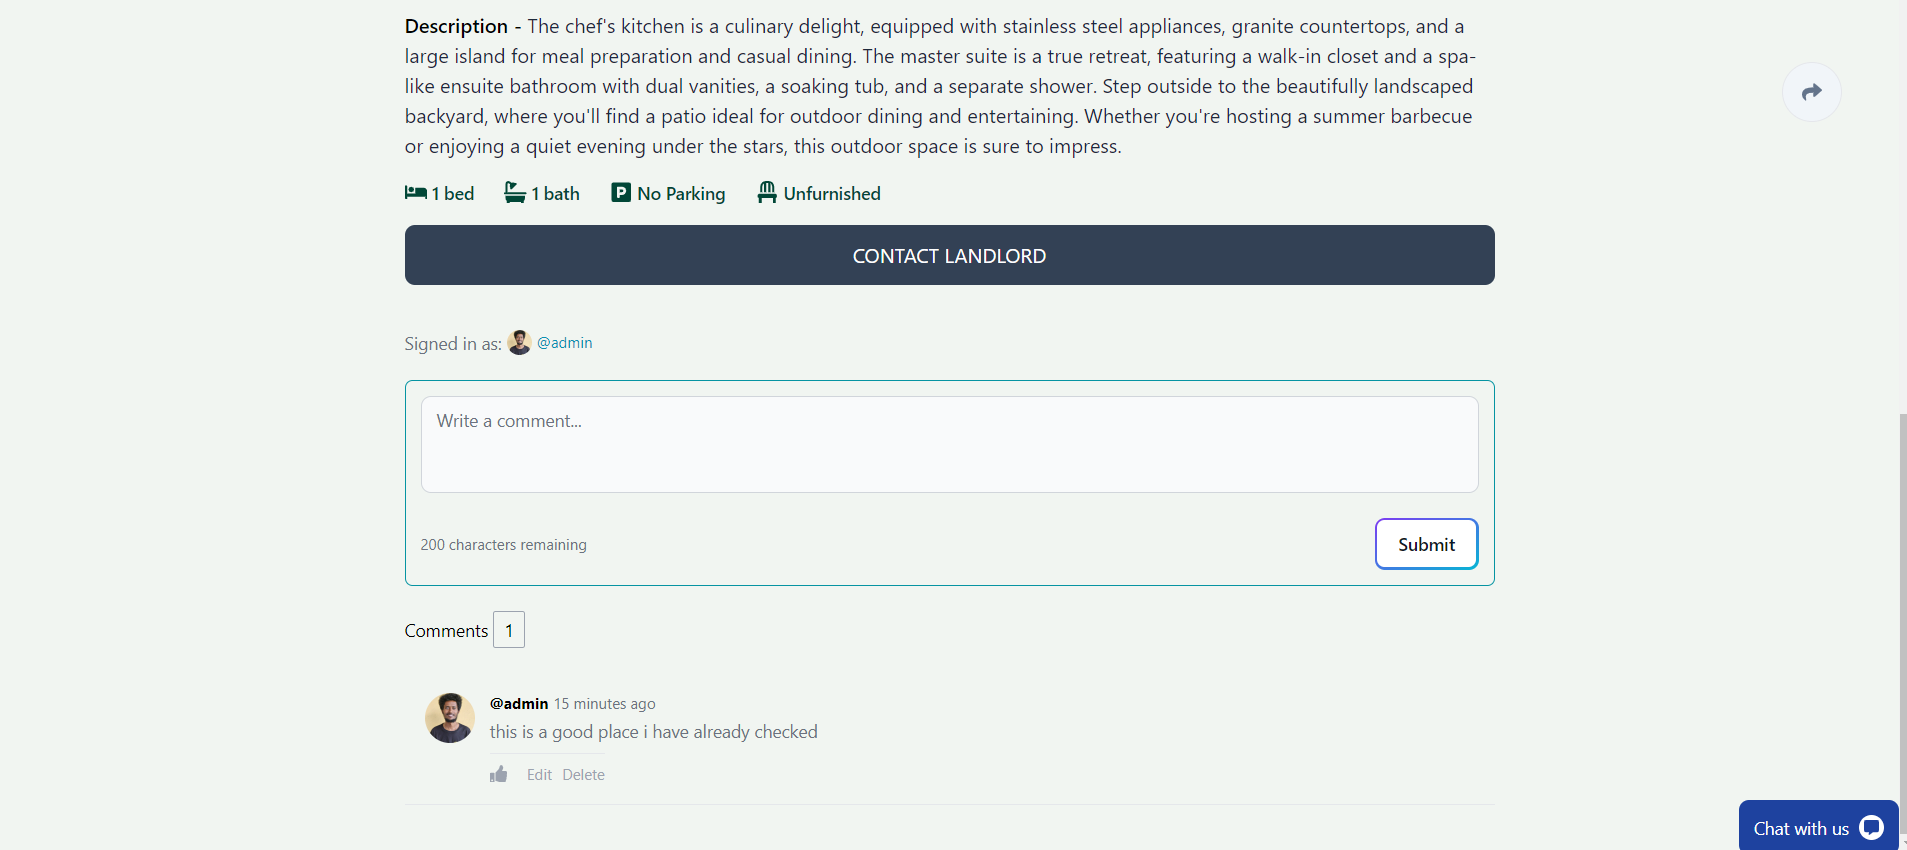 Description - The chef's kitchen is a culinary delight, equipped with stainless steel appliances, granite countertops, and a
large island for meal preparation and casual dining. The master suite is a true retreat, featuring a walk-in closet and a spa-
like ensuite bathroom with dual vanities, a soaking tub, and a separate shower. Step outside to the beautifully landscaped
backyard, where you'll find a patio ideal for outdoor dining and entertaining. Whether you're hosting a summer barbecue
or enjoying a quiet evening under the stars, this outdoor space is sure to impress.
1 bed 1 bath P No Parking Unfurnished
CONTACT LANDLORD
Signed in as: @admin
Write a comment...
200 characters remaining Submit
Comments 1
@admin 15 minutes ago
this is a good place i have already checked
Edit Delete
Chat with us